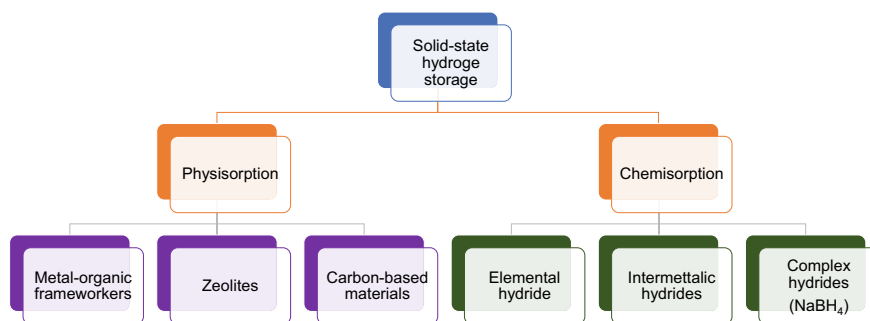 Solid-state
hydroge
storage
Physisorption
Chemisorption
Metal-organic
frameworkers
Zeolites
Carbon-based
materials
Elemental
hydride
Intermettalic
hydrides
Complex
hydrides
(NaBH₄)